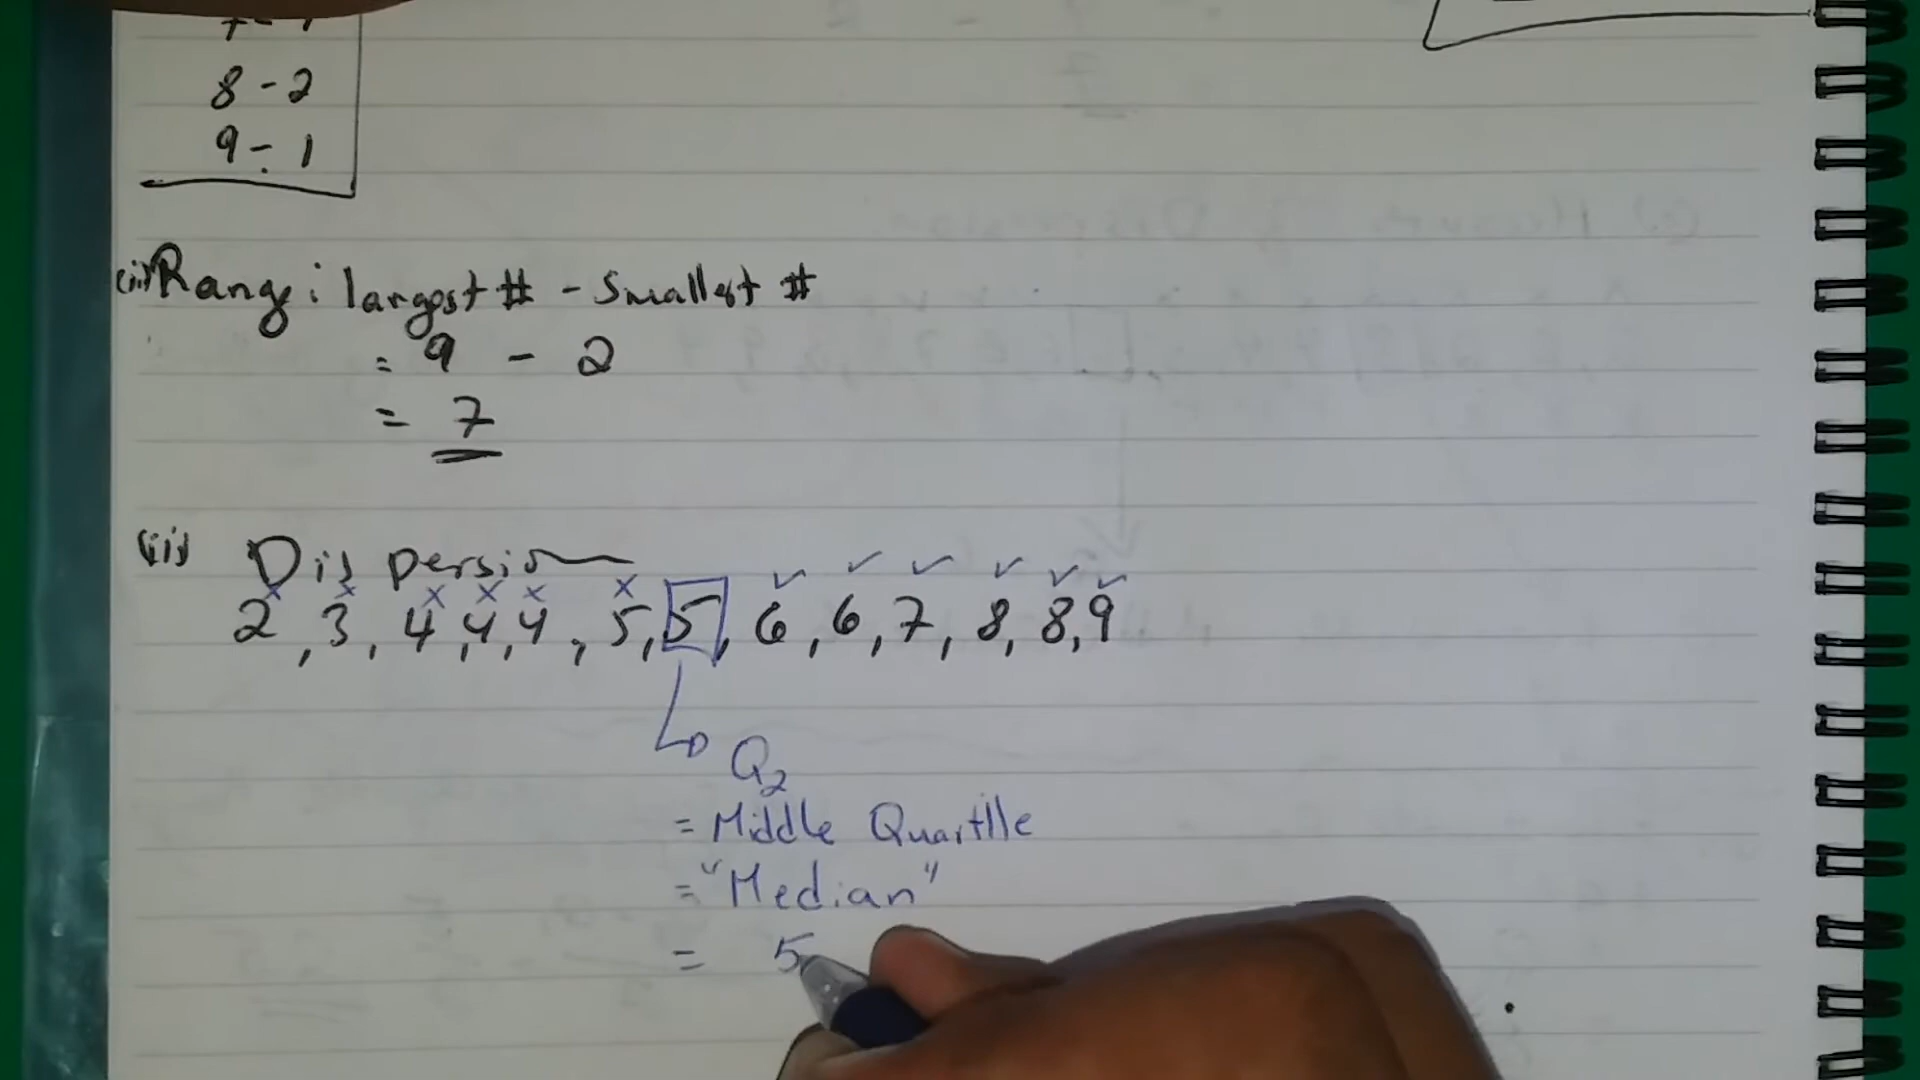 8 - 2
9 - 1
(ii) Range: largest # - Smallest #
= 9 - 2
= 7
(iii) Dispersion
2, 3, 4, 4, 4, 5, 5, 6, 6, 7, 8, 8, 9
Q2
= Middle Quartile
= "Median"
= 5